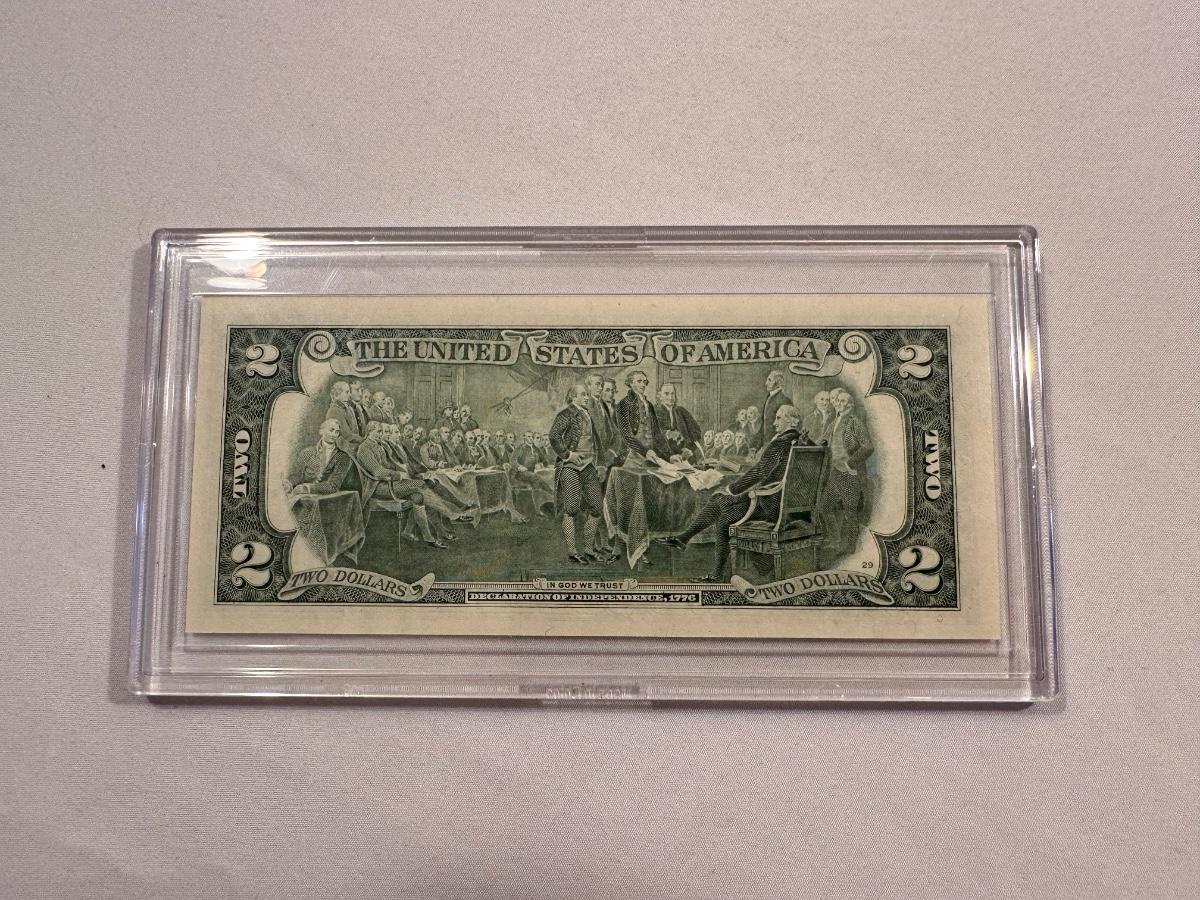 THE UNITED STATES OF AMERICA
2 2
TWO TWO
2 2
29
TWO DOLLARS TWO DOLLARS
IN GOD WE TRUST
DECLARATION OF INDEPENDENCE, 1776